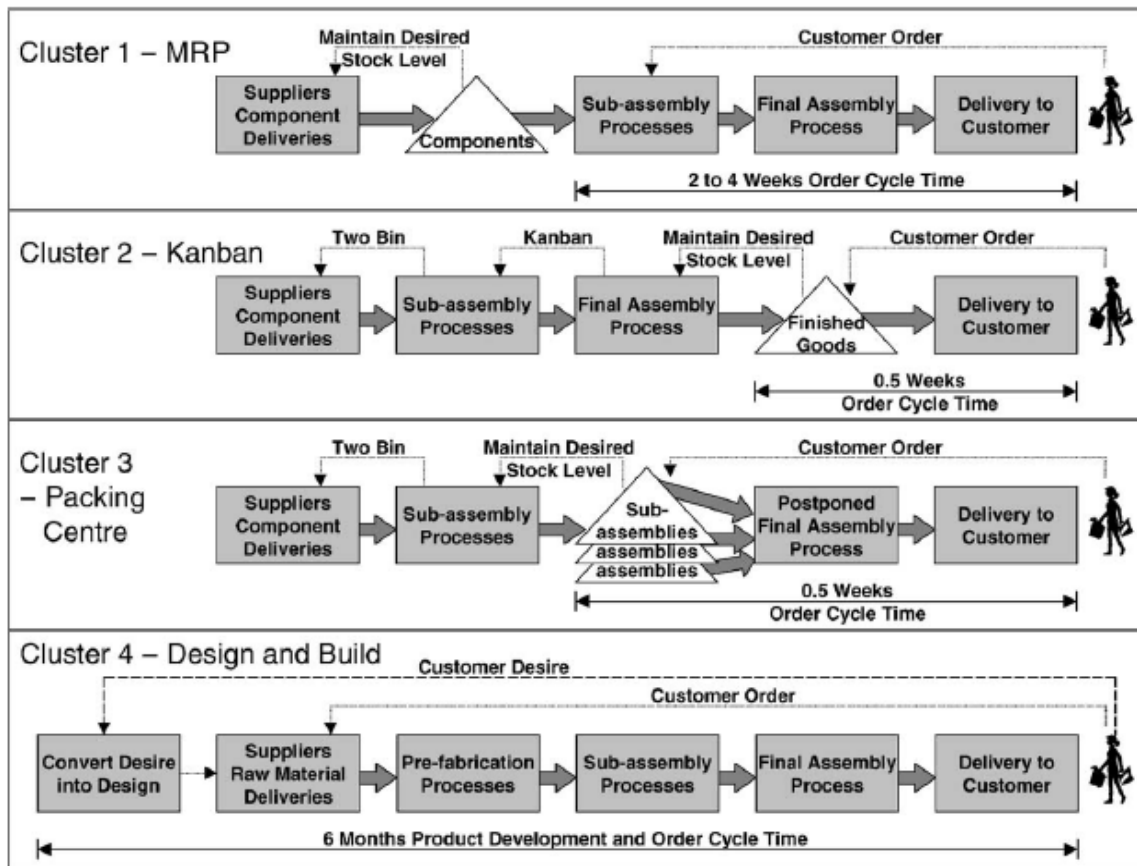 Cluster 1 – MRP
Maintain Desired
Stock Level
Customer Order
Suppliers
Component
Deliveries
Components
Sub-assembly
Processes
Final Assembly
Process
Delivery to
Customer
2 to 4 Weeks Order Cycle Time
Cluster 2 – Kanban
Two Bin
Kanban
Maintain Desired
Stock Level
Customer Order
Suppliers
Component
Deliveries
Sub-assembly
Processes
Final Assembly
Process
Finished
Goods
Delivery to
Customer
0.5 Weeks
Order Cycle Time
Cluster 3
– Packing
Centre
Two Bin
Maintain Desired
Stock Level
Customer Order
Suppliers
Component
Deliveries
Sub-assembly
Processes
Sub-
assemblies
assemblies
assemblies
Postponed
Final Assembly
Process
Delivery to
Customer
0.5 Weeks
Order Cycle Time
Cluster 4 – Design and Build
Customer Desire
Customer Order
Convert Desire
into Design
Suppliers
Raw Material
Deliveries
Pre-fabrication
Processes
Sub-assembly
Processes
Final Assembly
Process
Delivery to
Customer
6 Months Product Development and Order Cycle Time